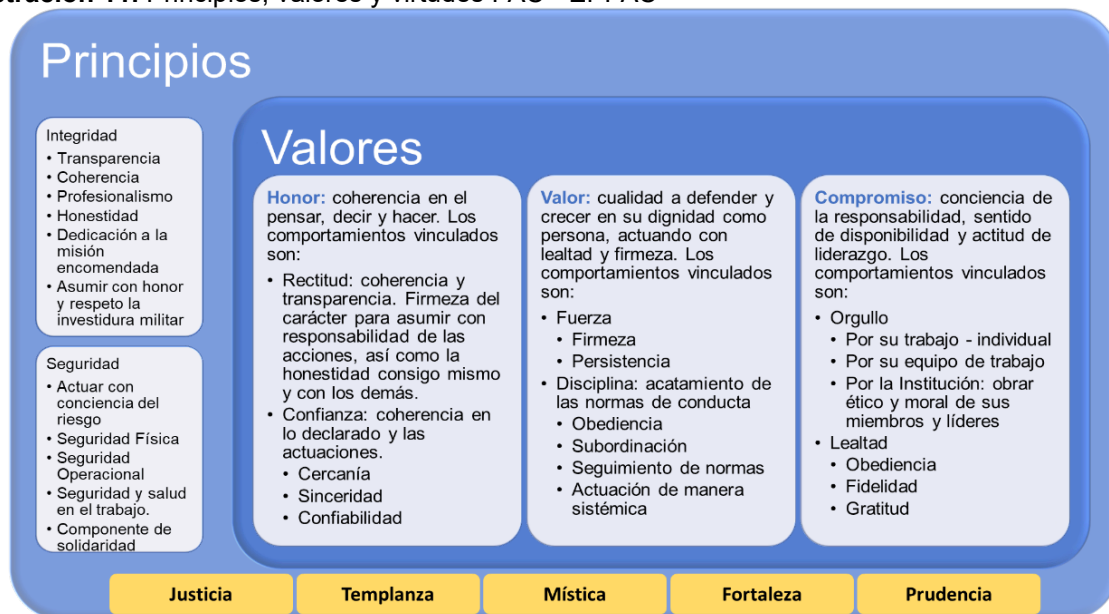 Principios
Integridad
• Transparencia
• Coherencia
• Profesionalismo
• Honestidad
• Dedicación a la
misión
encomendada
• Asumir con honor
y respeto la
investidura militar
Seguridad
• Actuar con
conciencia del
riesgo
• Seguridad Física
• Seguridad
Operacional
• Seguridad y salud
en el trabajo.
• Componente de
solidaridad
Valores
Honor: coherencia en el
pensar, decir y hacer. Los
comportamientos vinculados
son:
• Rectitud: coherencia y
transparencia. Firmeza del
carácter para asumir con
responsabilidad de las
acciones, así como la
honestidad consigo mismo
y con los demás.
• Confianza: coherencia en
lo declarado y las
actuaciones.
• Cercanía
• Sinceridad
• Confiabilidad
Valor: cualidad a defender y
crecer en su dignidad como
persona, actuando con
lealtad y firmeza. Los
comportamientos vinculados
son:
• Fuerza
• Firmeza
• Persistencia
• Disciplina: acatamiento de
las normas de conducta
• Obediencia
• Subordinación
• Seguimiento de normas
• Actuación de manera
sistémica
Compromiso: conciencia de
la responsabilidad, sentido
de disponibilidad y actitud de
liderazgo. Los
comportamientos vinculados
son:
• Orgullo
• Por su trabajo - individual
• Por su equipo de trabajo
• Por la Institución: obrar
ético y moral de sus
miembros y líderes
• Lealtad
• Obediencia
• Fidelidad
• Gratitud
Justicia
Templanza
Mística
Fortaleza
Prudencia